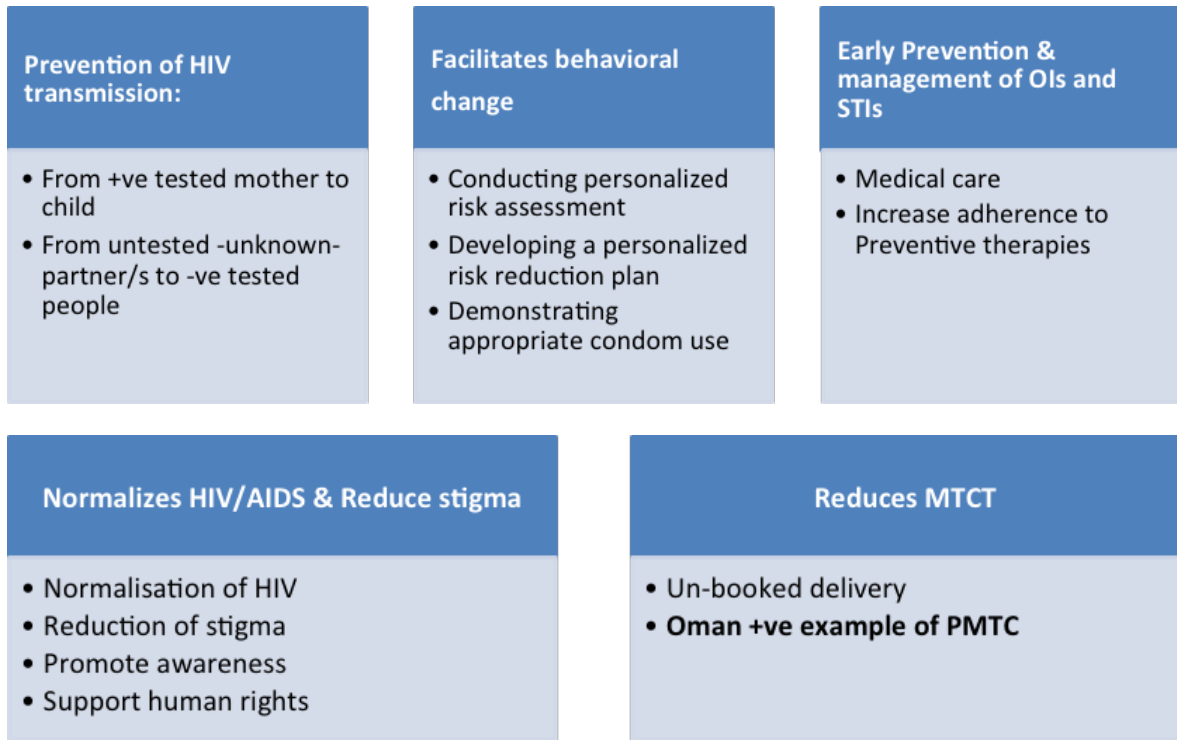 Prevention of HIV
transmission:
• From +ve tested mother to
child
• From untested -unknown-
partner/s to -ve tested
people
Facilitates behavioral
change
• Conducting personalized
risk assessment
• Developing a personalized
risk reduction plan
• Demonstrating
appropriate condom use
Early Prevention &
management of OIs and
STIs
• Medical care
• Increase adherence to
Preventive therapies
Normalizes HIV/AIDS & Reduce stigma
• Normalisation of HIV
• Reduction of stigma
• Promote awareness
• Support human rights
Reduces MTCT
• Un-booked delivery
• Oman +ve example of PMTC